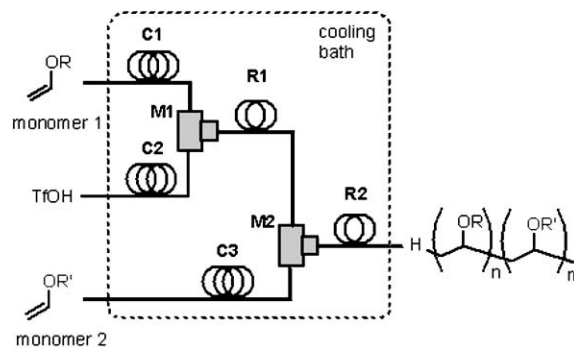 C1
cooling
bath
OR
R1
monomer 1
M1
C2
TfOH
R2
M2
H
OR
n
OR'
m
C3
OR'
monomer 2